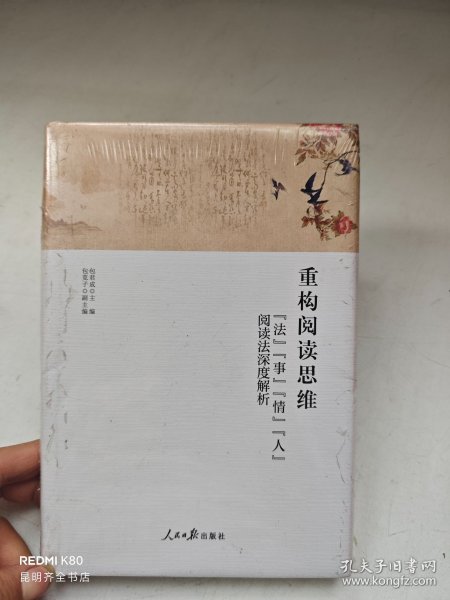 重构阅读思维
『法』『事』『情』『人』
阅读法深度解析
包君成○主 编
包芰子○副主编
人民日报出版社
REDMI K80
昆明齐全书店
孔夫子旧书网
www.kongfz.com